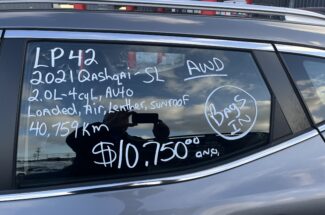 LP42
2021 Qashqai-SL AWD
2.0L-4cyl, Auto
Loaded, Air, Leather, sunroof
40,759 Km
BAGS IN
$10,750.00